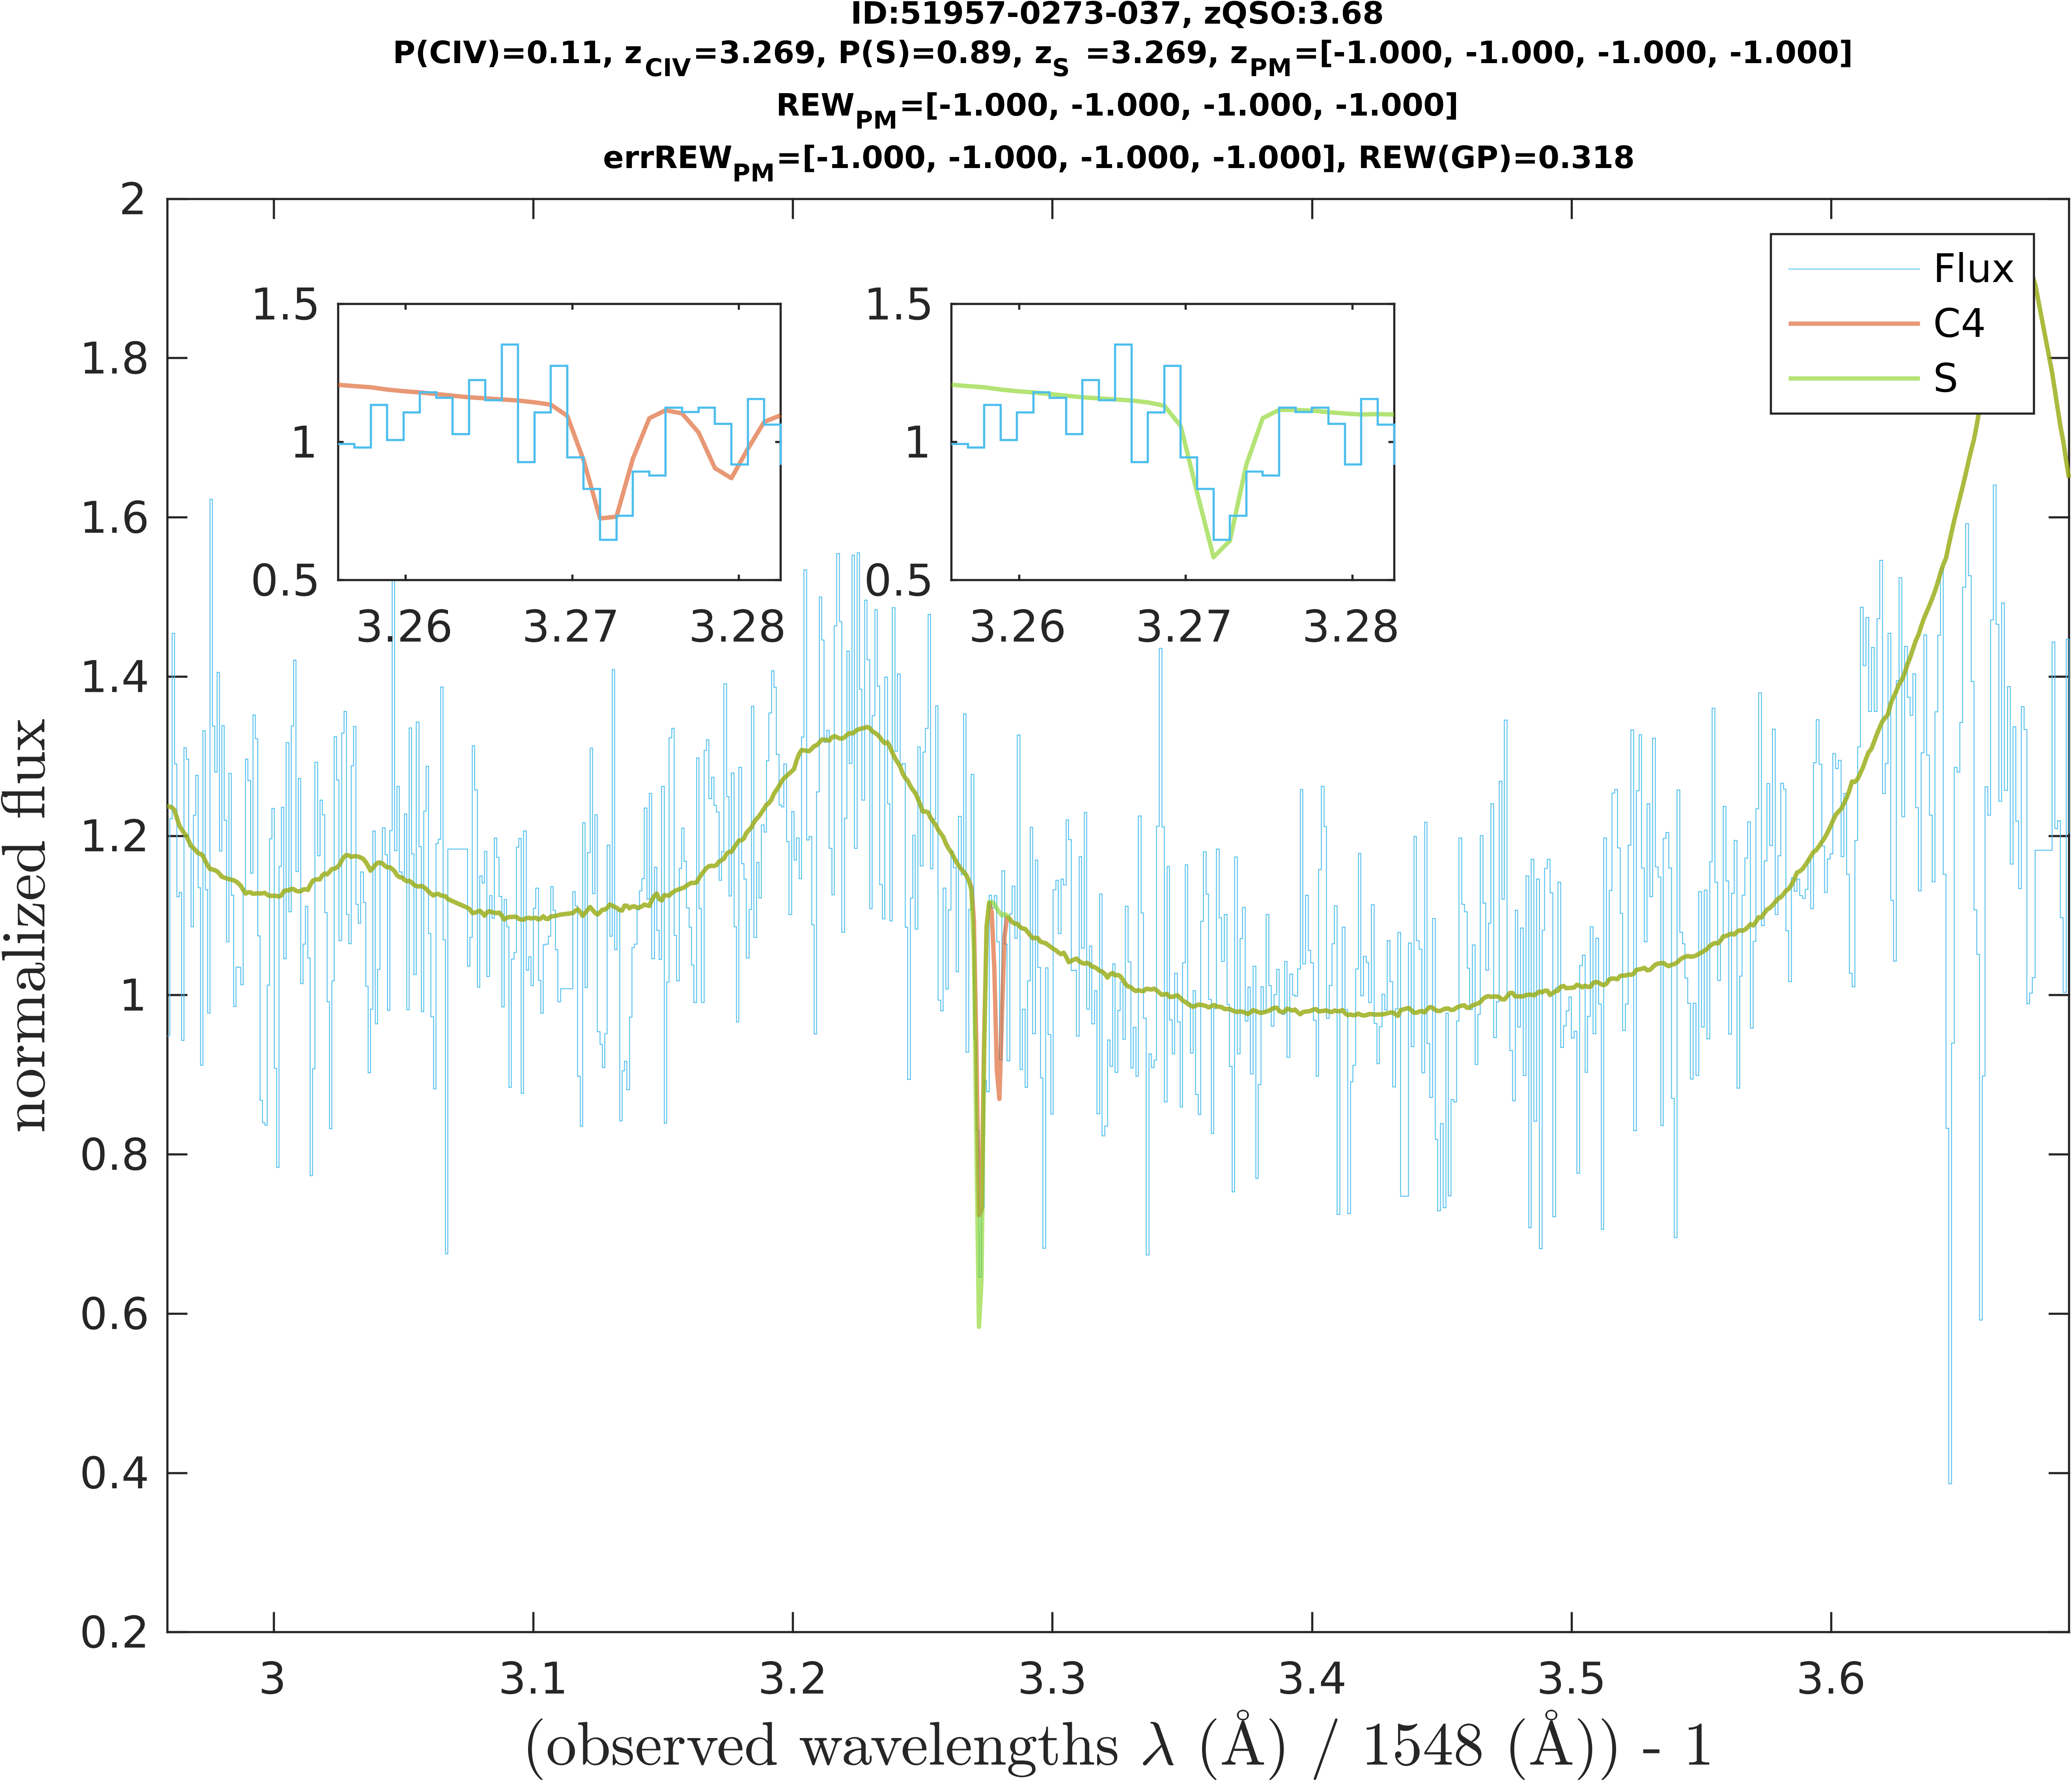 ID:51957-0273-037, zQSO:3.68
P(CIV)=0.11, zCIV=3.269, P(S)=0.89, zS =3.269, zPM=[-1.000, -1.000, -1.000, -1.000]
REWPM=[-1.000, -1.000, -1.000, -1.000]
errREWPM=[-1.000, -1.000, -1.000, -1.000], REW(GP)=0.318
2
1.8
1.6
1.4
1.2
1
0.8
0.6
0.4
0.2
normalized flux
1.5
1
0.5
3.26 3.27 3.28
1.5
1
0.5
3.26 3.27 3.28
Flux
C4
S
3 3.1 3.2 3.3 3.4 3.5 3.6
(observed wavelengths λ (Å) / 1548 (Å)) - 1